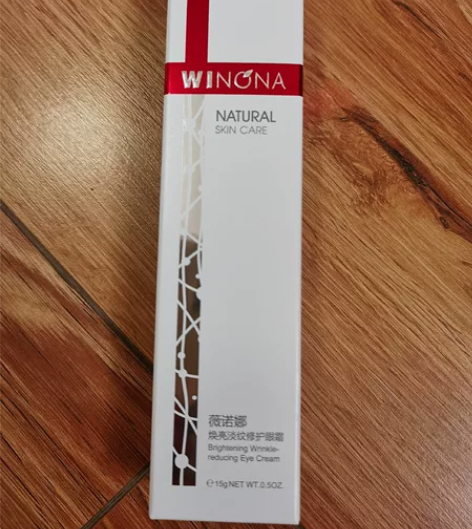 WINONA
NATURAL
SKIN CARE
薇诺娜
焕亮淡纹修护眼霜
Brightening Wrinkle-
reducing Eye Cream
℮15g NET WT.0.5OZ.